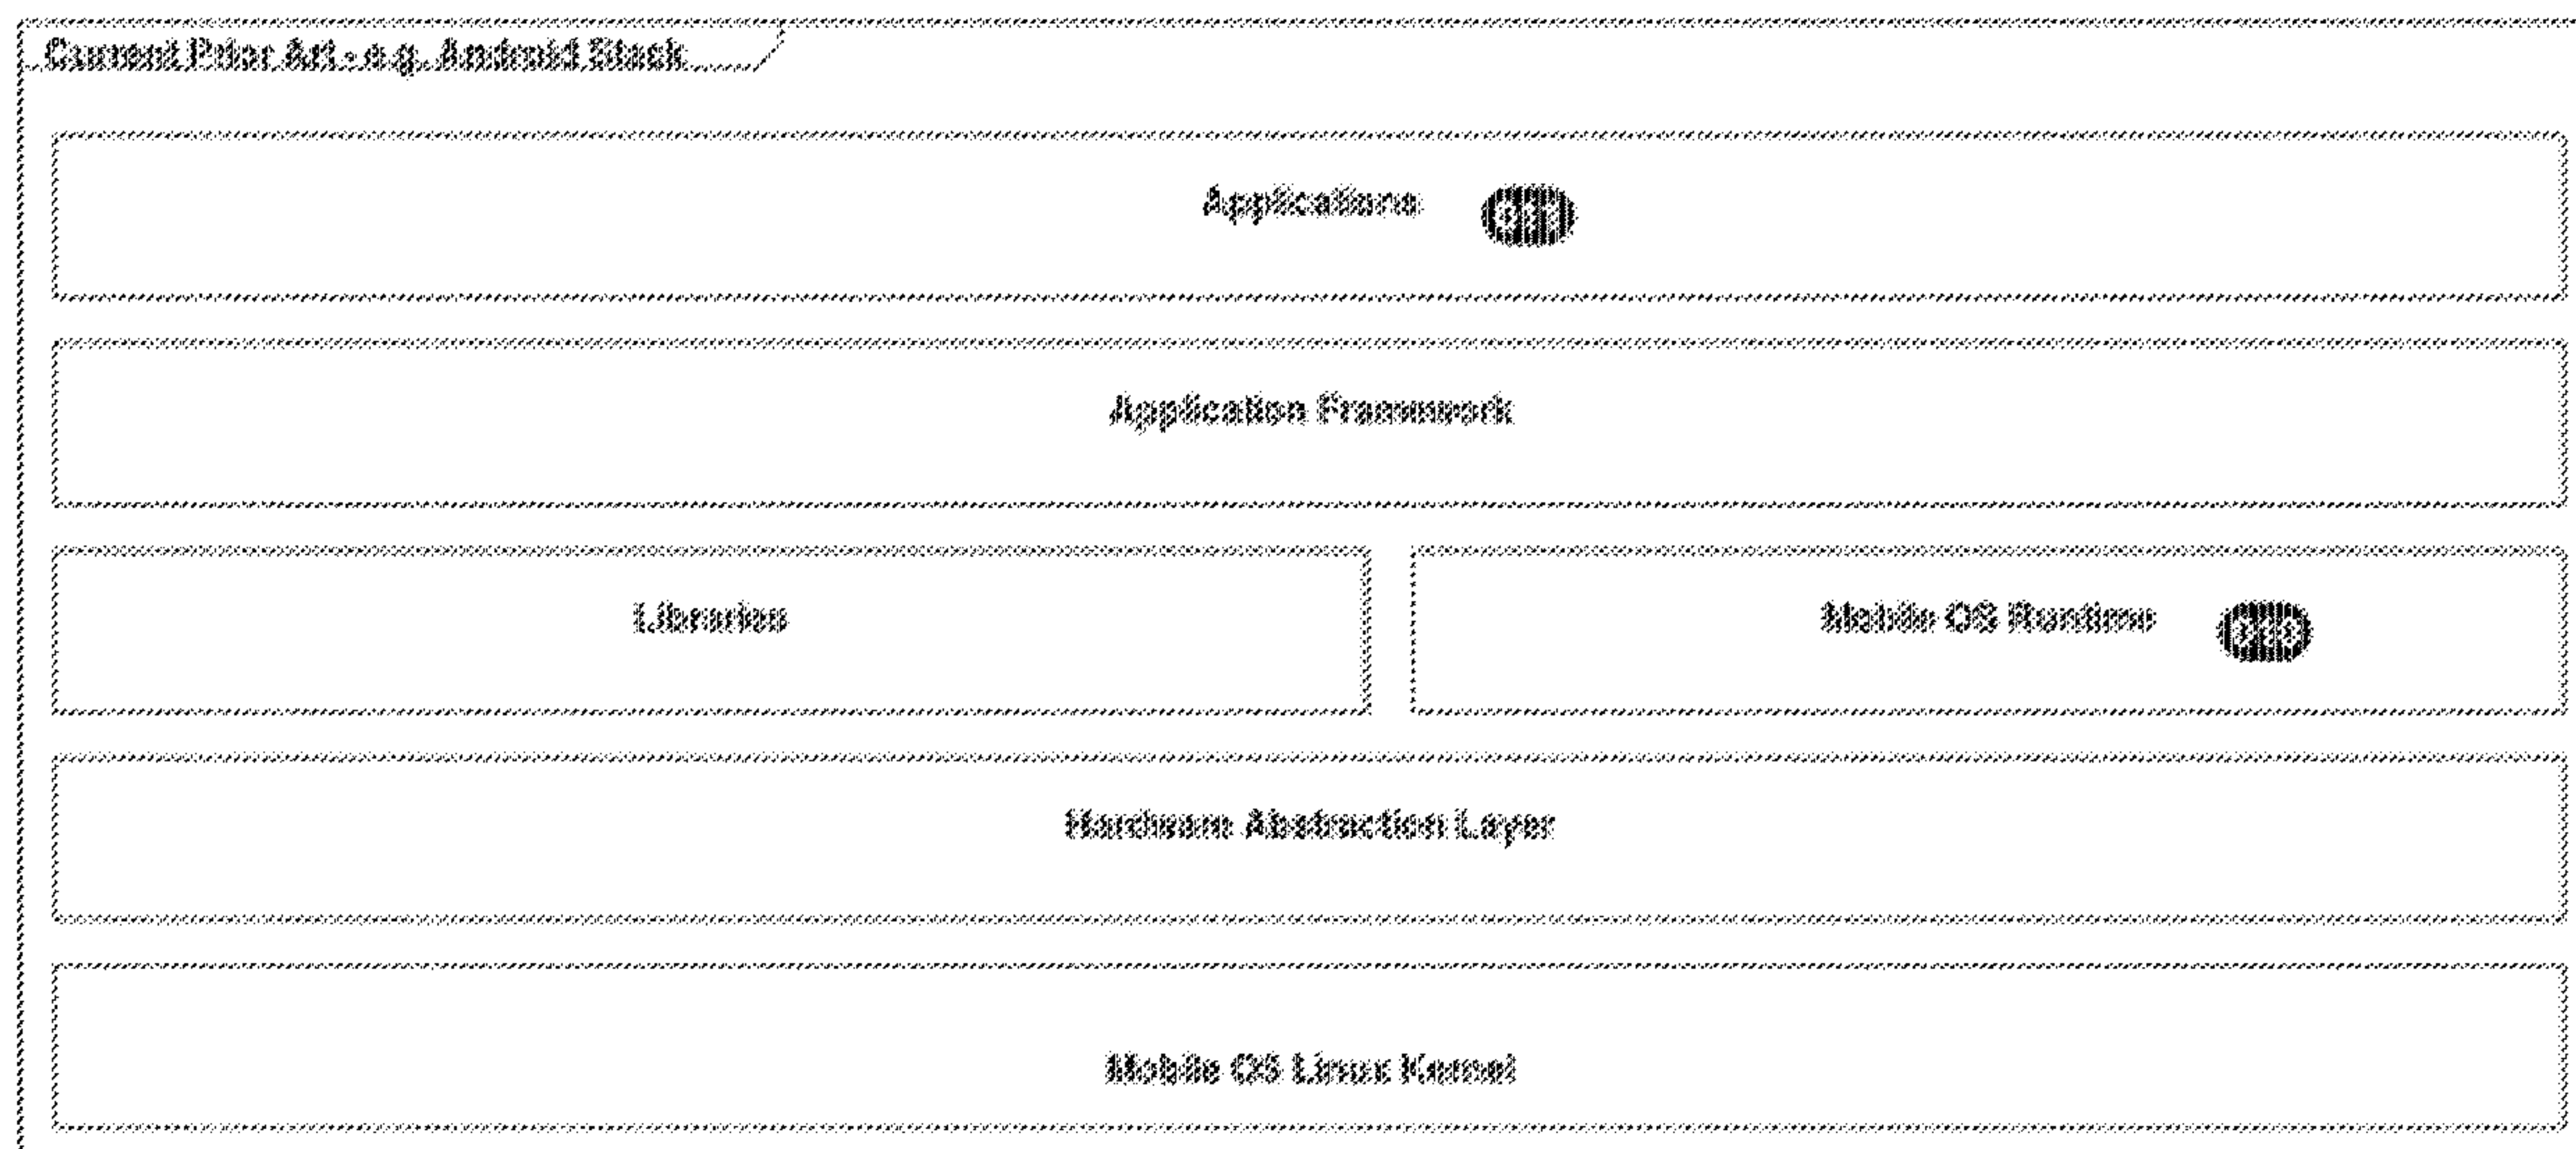 Current Prior Art - e.g. Android Stack
Applications
Application Framework
Libraries
Mobile OS Runtime
Hardware Abstraction Layer
Mobile OS Linux Kernel